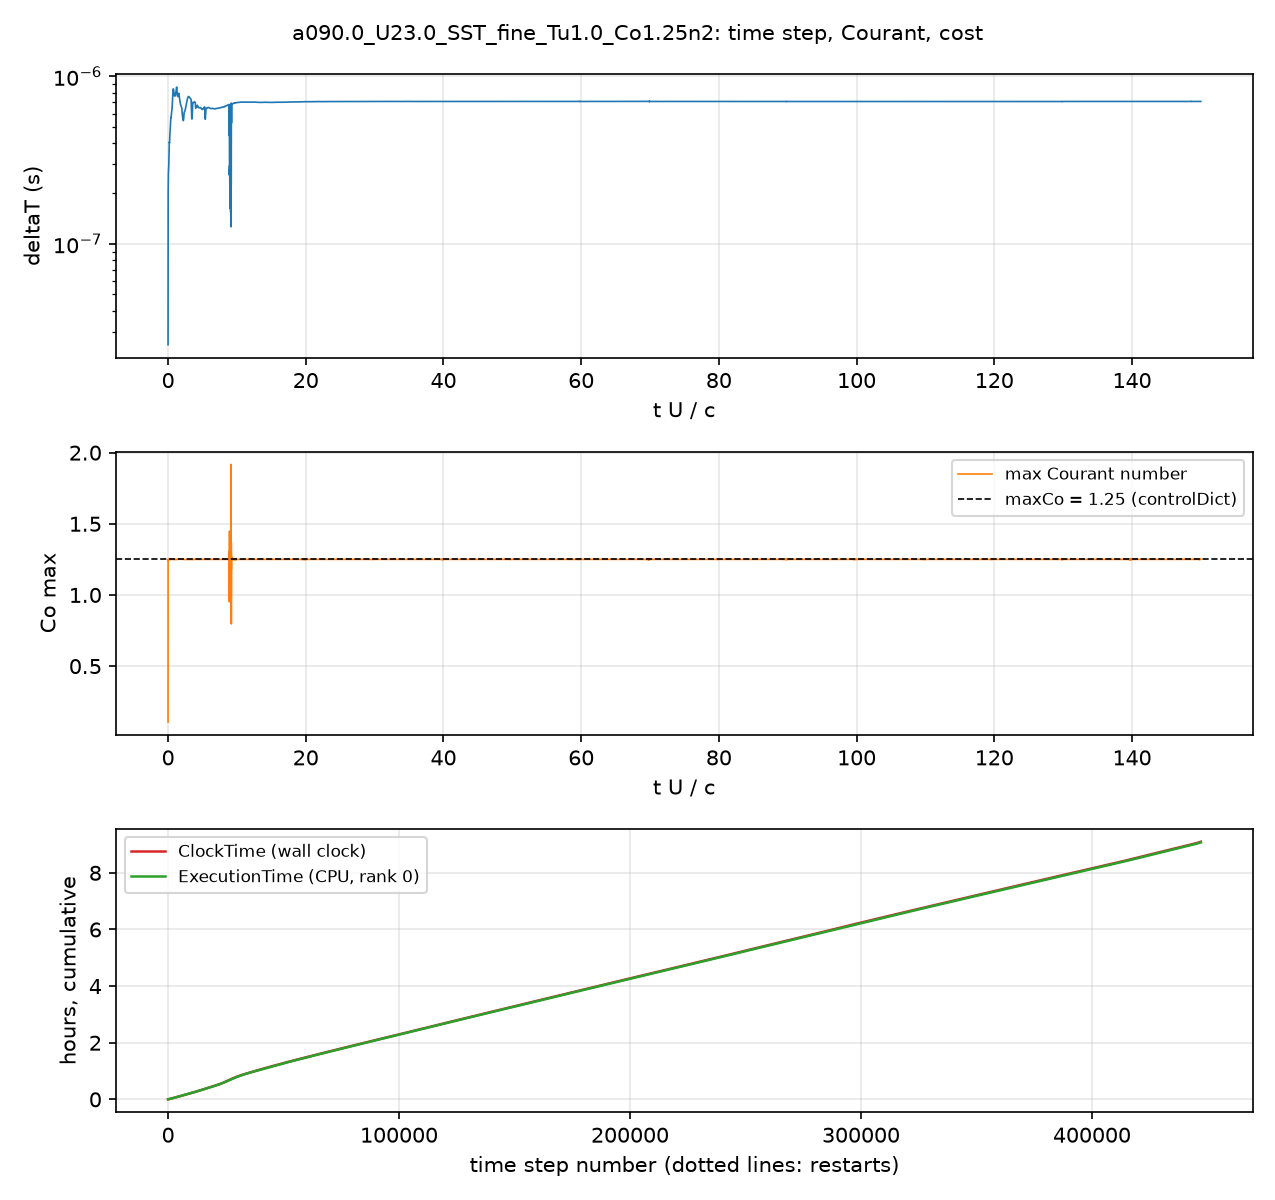 a090.0_U23.0_SST_fine_Tu1.0_Co1.25n2: time step, Courant, cost
10⁻⁶
10⁻⁷
deltaT (s)
0 20 40 60 80 100 120 140
t U / c
2.0
1.5
1.0
0.5
Co max
max Courant number
maxCo = 1.25 (controlDict)
0 20 40 60 80 100 120 140
t U / c
8
6
4
2
0
hours, cumulative
ClockTime (wall clock)
ExecutionTime (CPU, rank 0)
0 100000 200000 300000 400000
time step number (dotted lines: restarts)